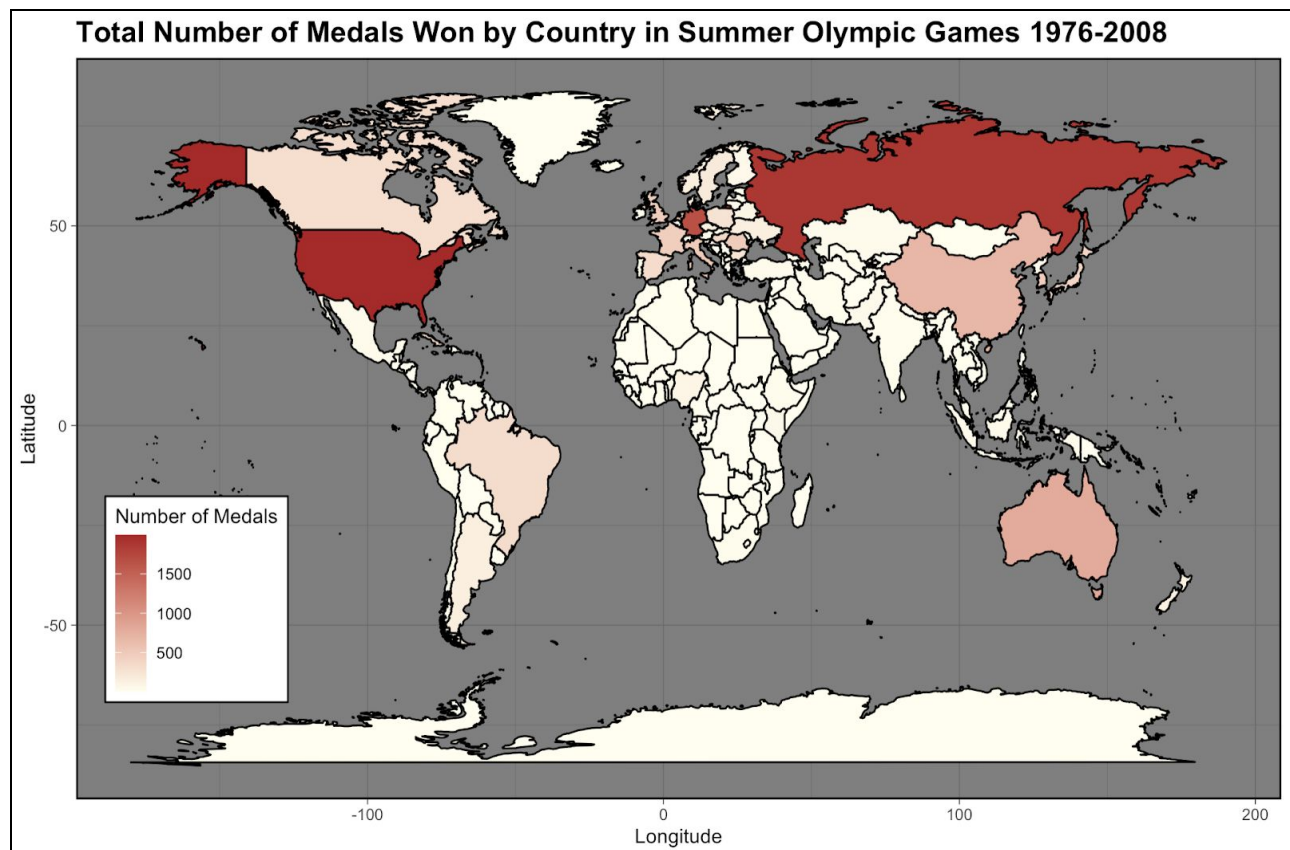 Total Number of Medals Won by Country in Summer Olympic Games 1976-2008
50
0
-50
Latitude
Number of Medals
1500
1000
500
-100
0
100
200
Longitude